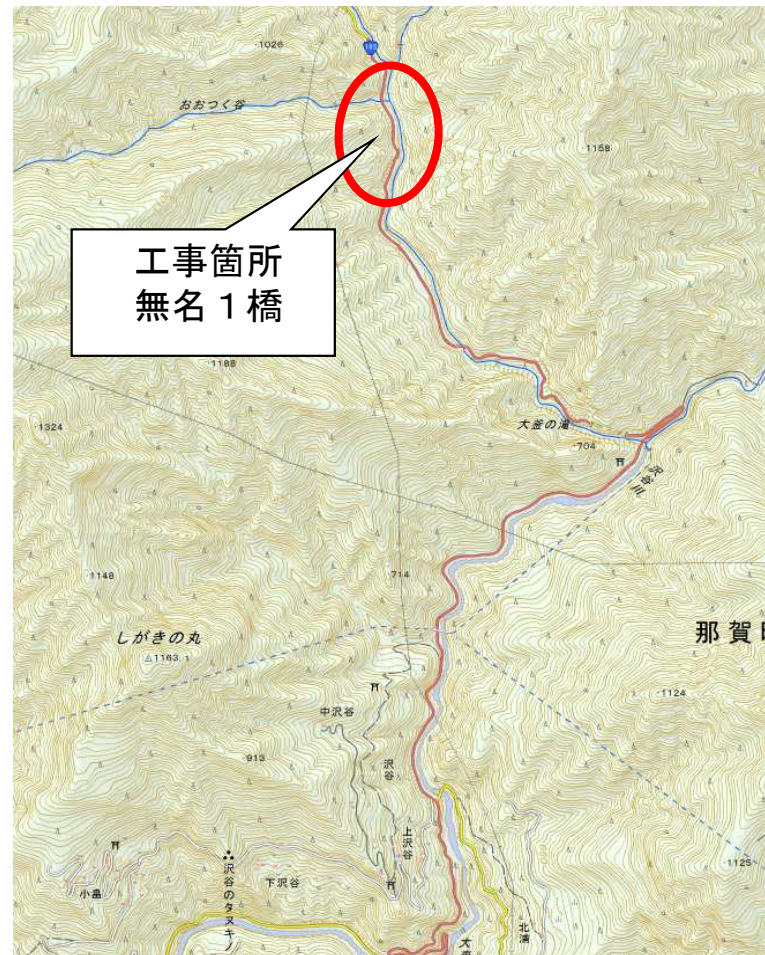 ・1026
193
おおつく谷
・1158
工事箇所
無名１橋
・1188
・1324
大釜の滝
・704
沢谷川
・1148
・714
しがきの丸
△1163.1
那賀
・1124
中沢谷
・913
沢谷
上沢谷
・1125
小畠
沢谷のタヌキノ
下沢谷
北浦